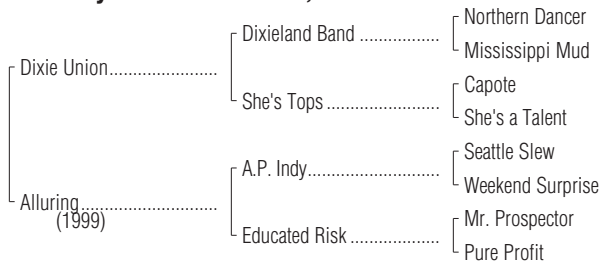 Northern Dancer
Dixieland Band ..................
Mississippi Mud
Dixie Union........................
Capote
She's Tops .........................
She's a Talent
Seattle Slew
A.P. Indy.............................
Weekend Surprise
Alluring..............................
(1999)
Mr. Prospector
Educated Risk ....................
Pure Profit